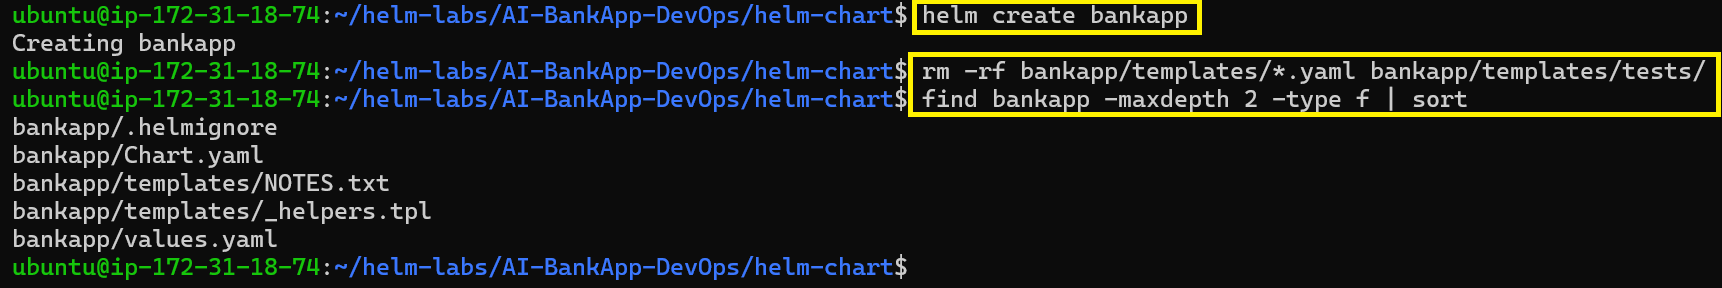 ubuntu@ip-172-31-18-74:~/helm-labs/AI-BankApp-DevOps/helm-chart$ helm create bankapp
Creating bankapp
ubuntu@ip-172-31-18-74:~/helm-labs/AI-BankApp-DevOps/helm-chart$ rm -rf bankapp/templates/*.yaml bankapp/templates/tests/
ubuntu@ip-172-31-18-74:~/helm-labs/AI-BankApp-DevOps/helm-chart$ find bankapp -maxdepth 2 -type f | sort
bankapp/.helmignore
bankapp/Chart.yaml
bankapp/templates/NOTES.txt
bankapp/templates/_helpers.tpl
bankapp/values.yaml
ubuntu@ip-172-31-18-74:~/helm-labs/AI-BankApp-DevOps/helm-chart$